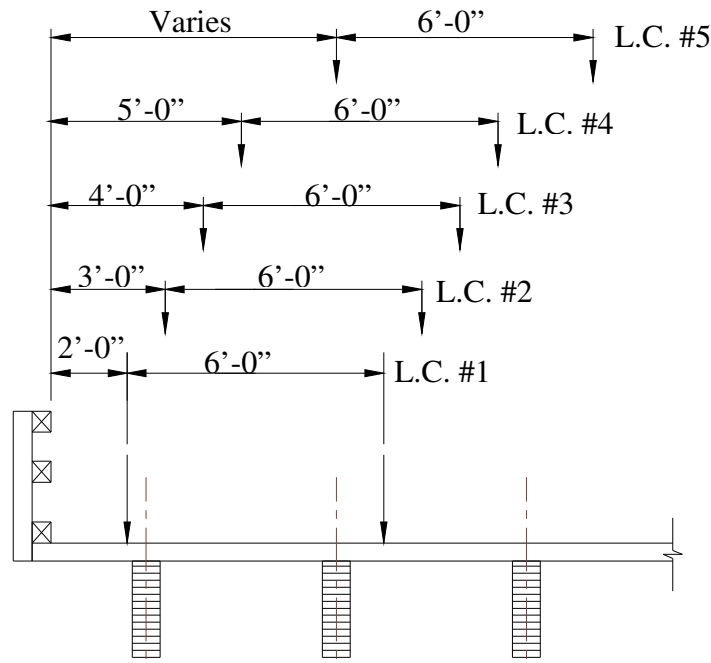 Varies 6’-0” L.C. #5
5’-0” 6’-0” L.C. #4
4’-0” 6’-0” L.C. #3
3’-0” 6’-0” L.C. #2
2’-0” 6’-0” L.C. #1